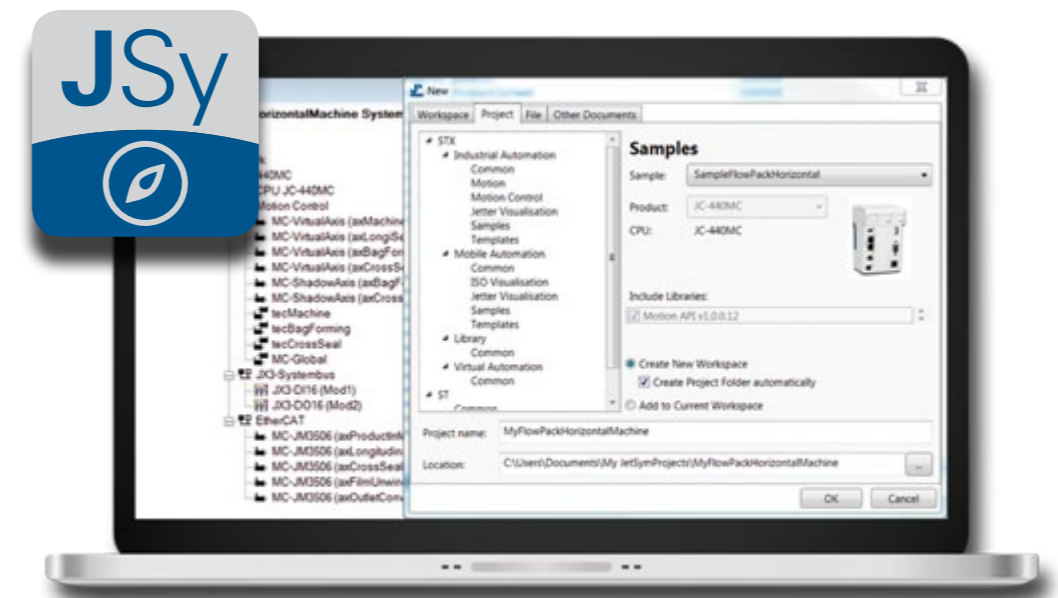 JSy
New
orizontalMachine System
440MC
CPU JC-440MC
Motion Control
MC-VirtualAxis (axMachine
MC-VirtualAxis (axLongiSe
MC-VirtualAxis (axBagFor
MC-VirtualAxis (axCrossS
MC-ShadowAxis (axBagF
MC-ShadowAxis (axCross
tecMachine
tecBagForming
tecCrossSeal
MC-Global
JX3-Systembus
JX3-DI16 (Mod1)
JX3-DO16 (Mod2)
EtherCAT
MC-JM3506 (axProductIn
MC-JM3506 (axLongitudin
MC-JM3506 (axCrossSeal
MC-JM3506 (axFilmUnwin
MC-JM3506 (axOutletConv
Workspace Project File Other Documents
STX
Industrial Automation
Common
Motion
Motion Control
Jetter Visualisation
Samples
Templates
Mobile Automation
Common
ISO Visualisation
Jetter Visualisation
Samples
Templates
Library
Common
Virtual Automation
Common
ST
Common
Samples
Sample: SampleFlowPackHorizontal
Product: JC-440MC
CPU: JC-440MC
Include Libraries:
Motion API v1.0.0.12
Create New Workspace
Create Project Folder automatically
Add to Current Workspace
Project name: MyFlowPackHorizontalMachine
Location: C:\Users\Documents\My JetSymProjects\MyFlowPackHorizontalMachine
...
OK Cancel